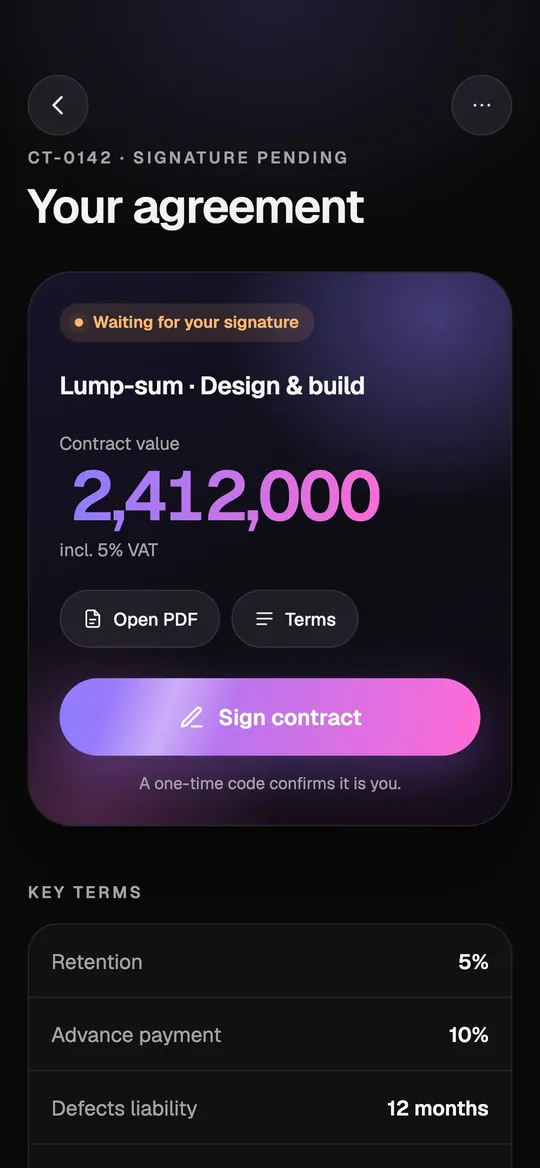 CT-0142 · SIGNATURE PENDING
Your agreement
Waiting for your signature
Lump-sum · Design & build
Contract value
2,412,000
incl. 5% VAT
Open PDF
Terms
Sign contract
A one-time code confirms it is you.
KEY TERMS
Retention 5%
Advance payment 10%
Defects liability 12 months